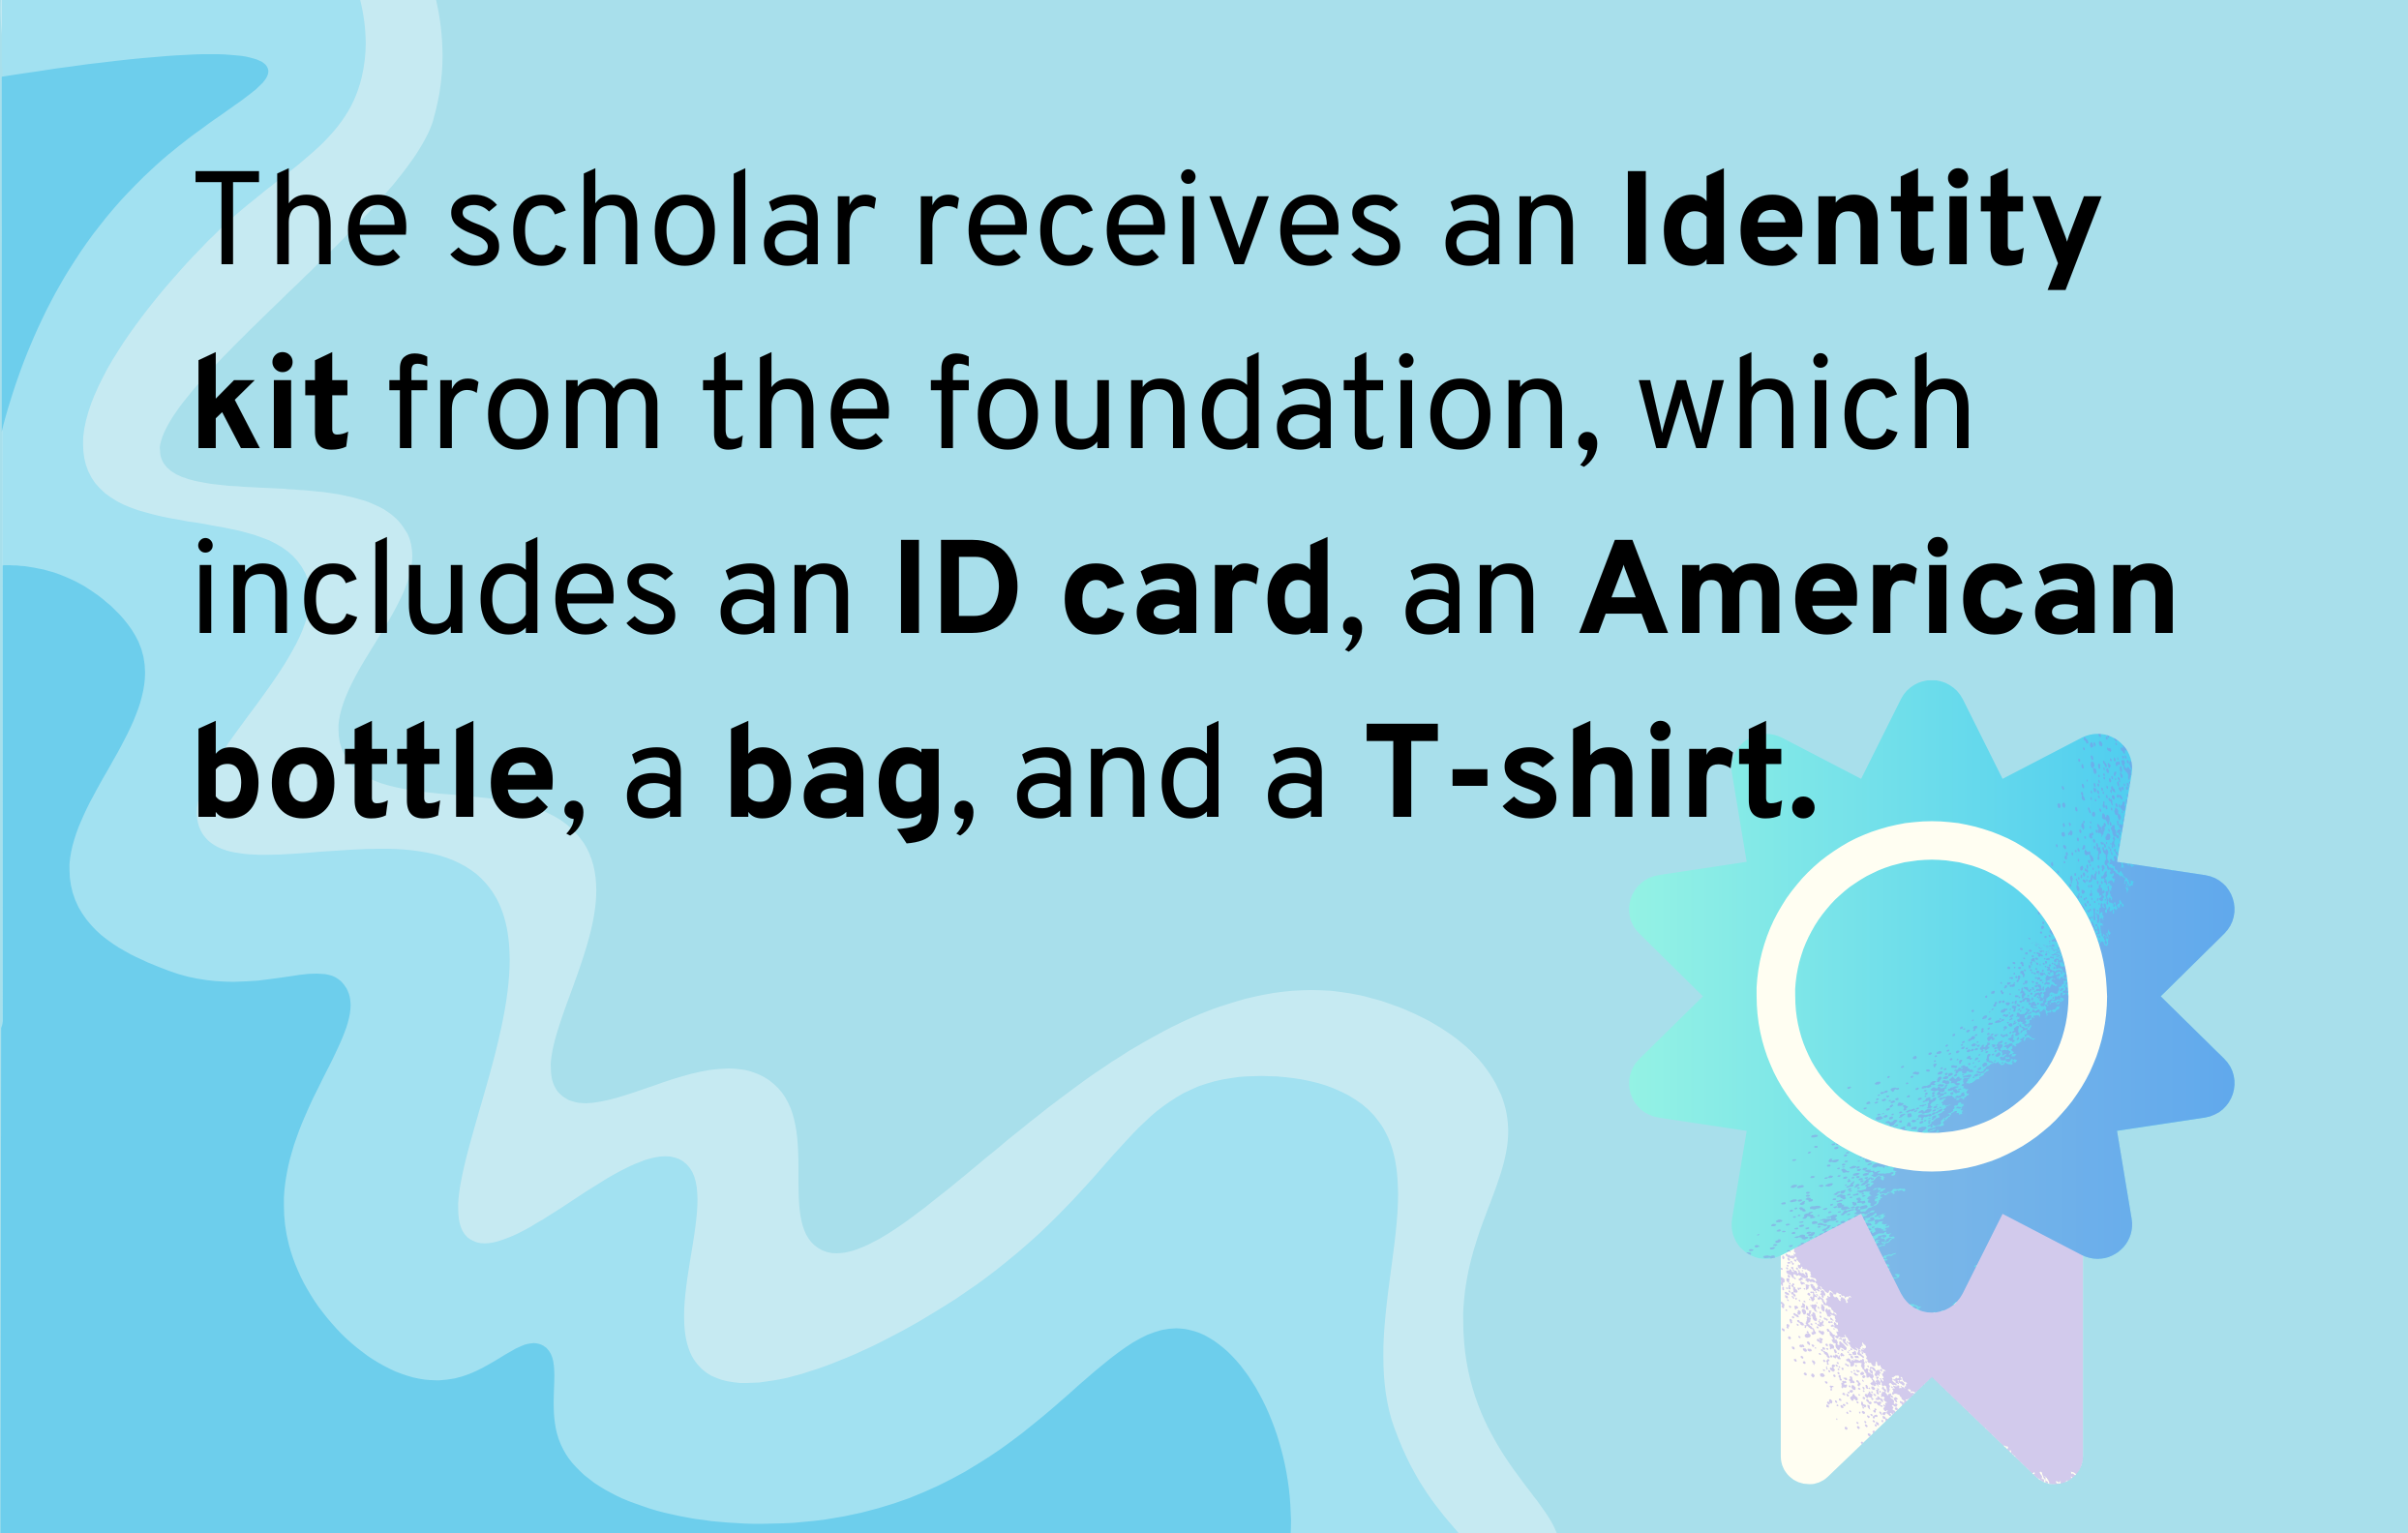 The scholar receives an Identity
kit from the foundation, which
includes an ID card, an American
bottle, a bag, and a T-shirt.